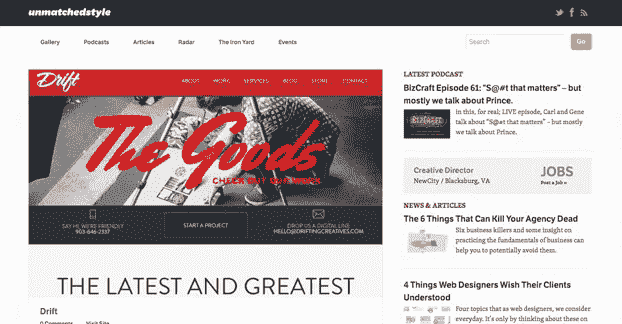 unmatchedstyle
Gallery Podcasts Articles Radar The Iron Yard Events
Search Go
Drift
ABOUT WORK SERVICES BLOG STORE CONTACT
The Goods
CHECK OUT OUR WORK
SAY HI, WE'RE FRIENDLY
903-646-2337
START A PROJECT
DROP US A DIGITAL LINE
HELLO@DRIFTINGCREATIVES.COM
THE LATEST AND GREATEST
Drift
0 Comments Visit Site
LATEST PODCAST
BizCraft Episode 61: "S@#t that matters" – but
mostly we talk about Prince.
in this, for real; LIVE episode, Carl and Gene
talk about "S@#t that matters" – but mostly
we talk about Prince.
Creative Director
NewCity / Blacksburg, VA
JOBS
Post a Job »
NEWS & ARTICLES
The 6 Things That Can Kill Your Agency Dead
Six business killers and some insight on
practicing the fundamentals of business can
help you to potentially avoid them.
4 Things Web Designers Wish Their Clients
Understood
Four topics that as web designers, we consider
everyday. It's only by thinking about these on